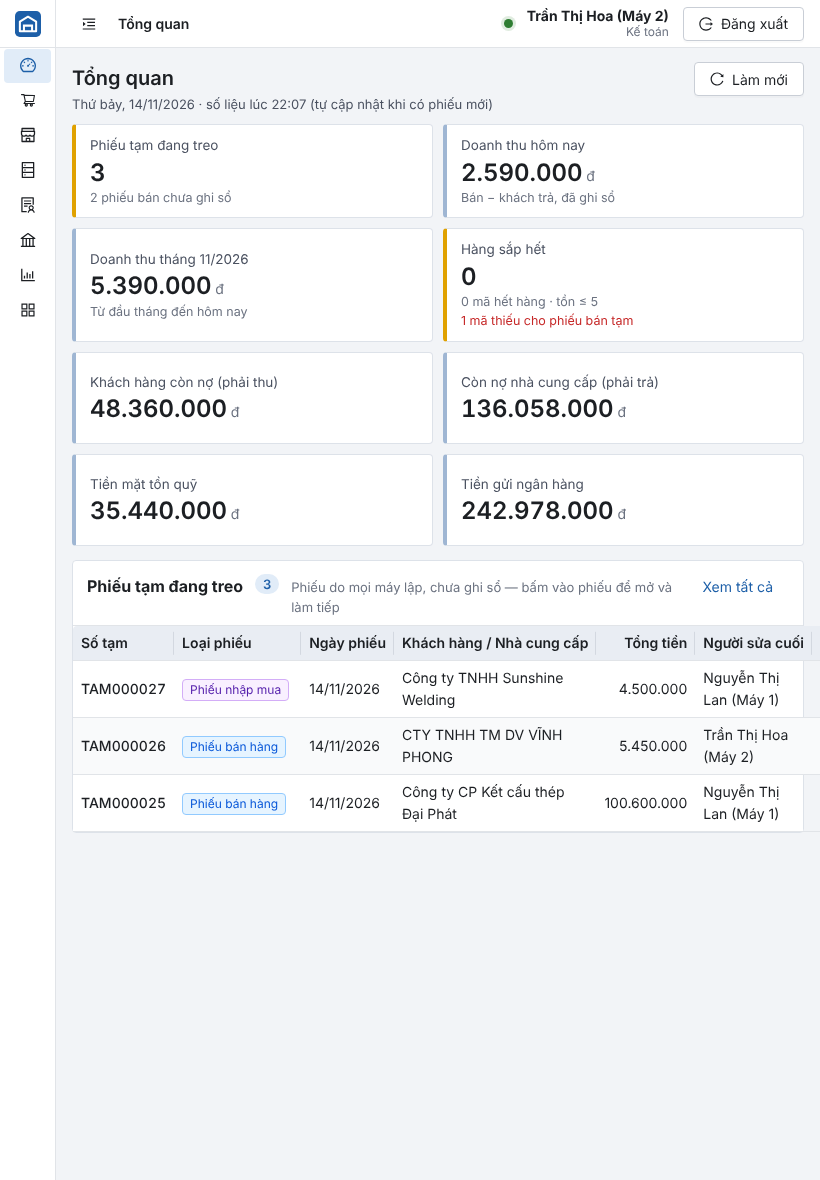 Tổng quan
Trần Thị Hoa (Máy 2)
Kế toán
Đăng xuất
Tổng quan
Thứ bảy, 14/11/2026 · số liệu lúc 22:07 (tự cập nhật khi có phiếu mới)
Làm mới
Phiếu tạm đang treo
3
2 phiếu bán chưa ghi sổ
Doanh thu hôm nay
2.590.000 đ
Bán − khách trả, đã ghi sổ
Doanh thu tháng 11/2026
5.390.000 đ
Từ đầu tháng đến hôm nay
Hàng sắp hết
0
0 mã hết hàng · tồn ≤ 5
1 mã thiếu cho phiếu bán tạm
Khách hàng còn nợ (phải thu)
48.360.000 đ
Còn nợ nhà cung cấp (phải trả)
136.058.000 đ
Tiền mặt tồn quỹ
35.440.000 đ
Tiền gửi ngân hàng
242.978.000 đ
Phiếu tạm đang treo 3 Phiếu do mọi máy lập, chưa ghi sổ — bấm vào phiếu để mở và
làm tiếp
Xem tất cả
Số tạm Loại phiếu Ngày phiếu Khách hàng / Nhà cung cấp Tổng tiền Người sửa cuối
TAM000027 Phiếu nhập mua 14/11/2026 Công ty TNHH Sunshine
Welding
4.500.000 Nguyễn Thị
Lan (Máy 1)
TAM000026 Phiếu bán hàng 14/11/2026 CTY TNHH TM DV VĨNH
PHONG
5.450.000 Trần Thị Hoa
(Máy 2)
TAM000025 Phiếu bán hàng 14/11/2026 Công ty CP Kết cấu thép
Đại Phát
100.600.000 Nguyễn Thị
Lan (Máy 1)